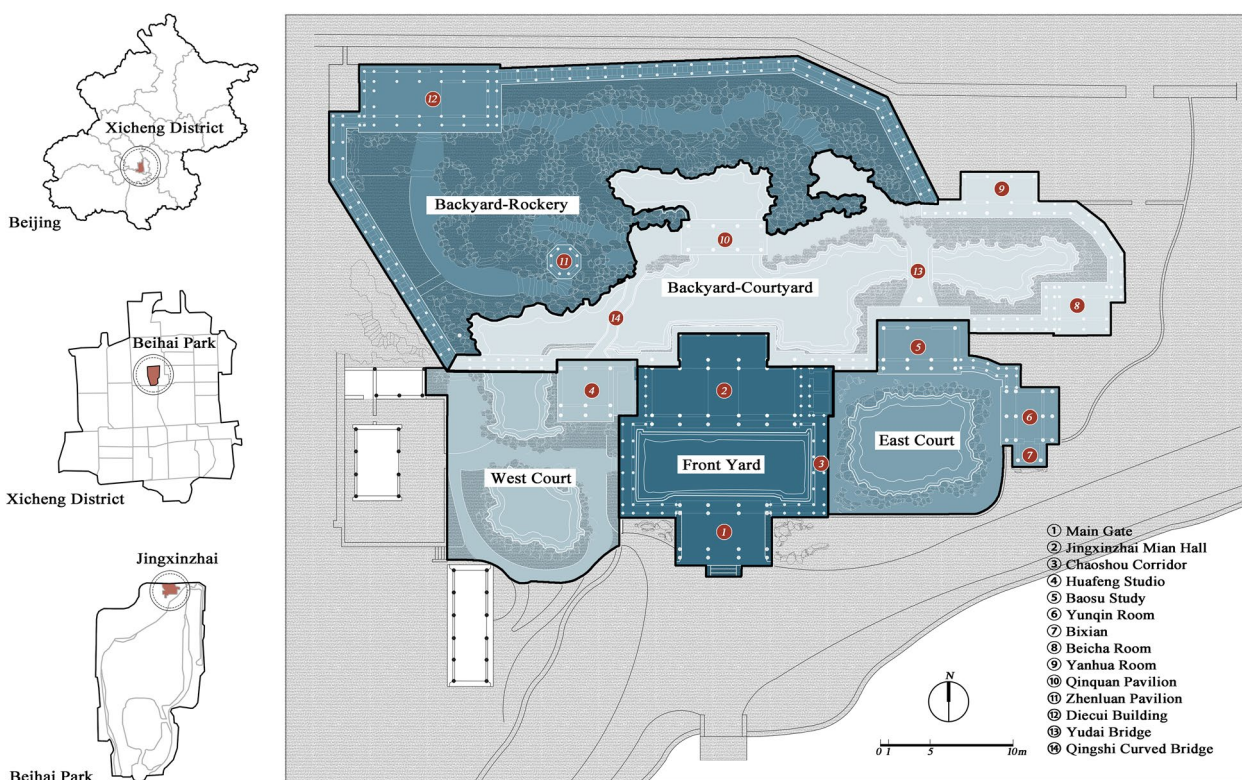 Xicheng District
Beijing
Beihai Park
Xicheng District
Jingxinzhai
Beihai Park
12
9
Backyard-Rockery
10
11
13
Backyard-Courtyard
8
14
5
4
2
6
East Court
7
Front Yard
3
West Court
1
① Main Gate
② Jingxinzhai Mian Hall
③ Chaoshou Corridor
④ Huafeng Studio
⑤ Baosu Study
⑥ Yunqin Room
⑦ Bixian
⑧ Beicha Room
⑨ Yanhua Room
⑩ Qinquan Pavilion
⑪ Zhenluan Pavilion
⑫ Diecui Building
⑬ Yudai Bridge
⑭ Qingshi Curved Bridge
N
0 1 5 10m